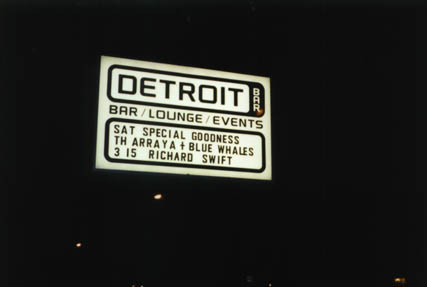 DETROIT BAR
BAR/LOUNGE/EVENTS
SAT SPECIAL GOODNESS
TH ARRAYA + BLUE WHALES
3 15 RICHARD SWIFT